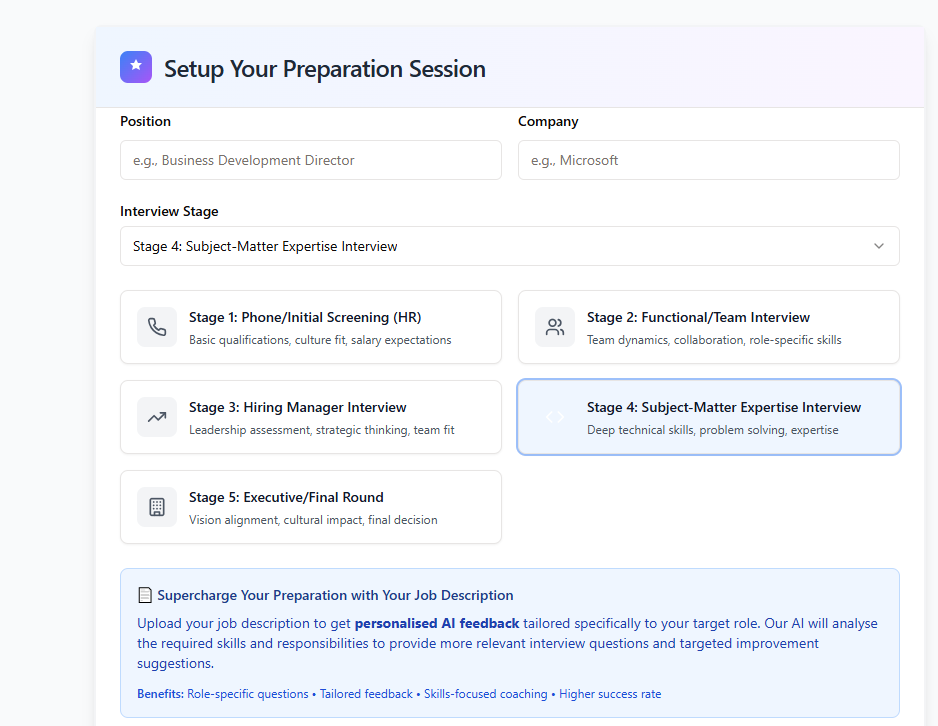 Setup Your Preparation Session
Position
Company
e.g., Business Development Director
e.g., Microsoft
Interview Stage
Stage 4: Subject-Matter Expertise Interview
Stage 1: Phone/Initial Screening (HR)
Basic qualifications, culture fit, salary expectations
Stage 2: Functional/Team Interview
Team dynamics, collaboration, role-specific skills
Stage 3: Hiring Manager Interview
Leadership assessment, strategic thinking, team fit
Stage 4: Subject-Matter Expertise Interview
Deep technical skills, problem solving, expertise
Stage 5: Executive/Final Round
Vision alignment, cultural impact, final decision
Supercharge Your Preparation with Your Job Description
Upload your job description to get personalised AI feedback tailored specifically to your target role. Our AI will analyse
the required skills and responsibilities to provide more relevant interview questions and targeted improvement
suggestions.
Benefits: Role-specific questions • Tailored feedback • Skills-focused coaching • Higher success rate